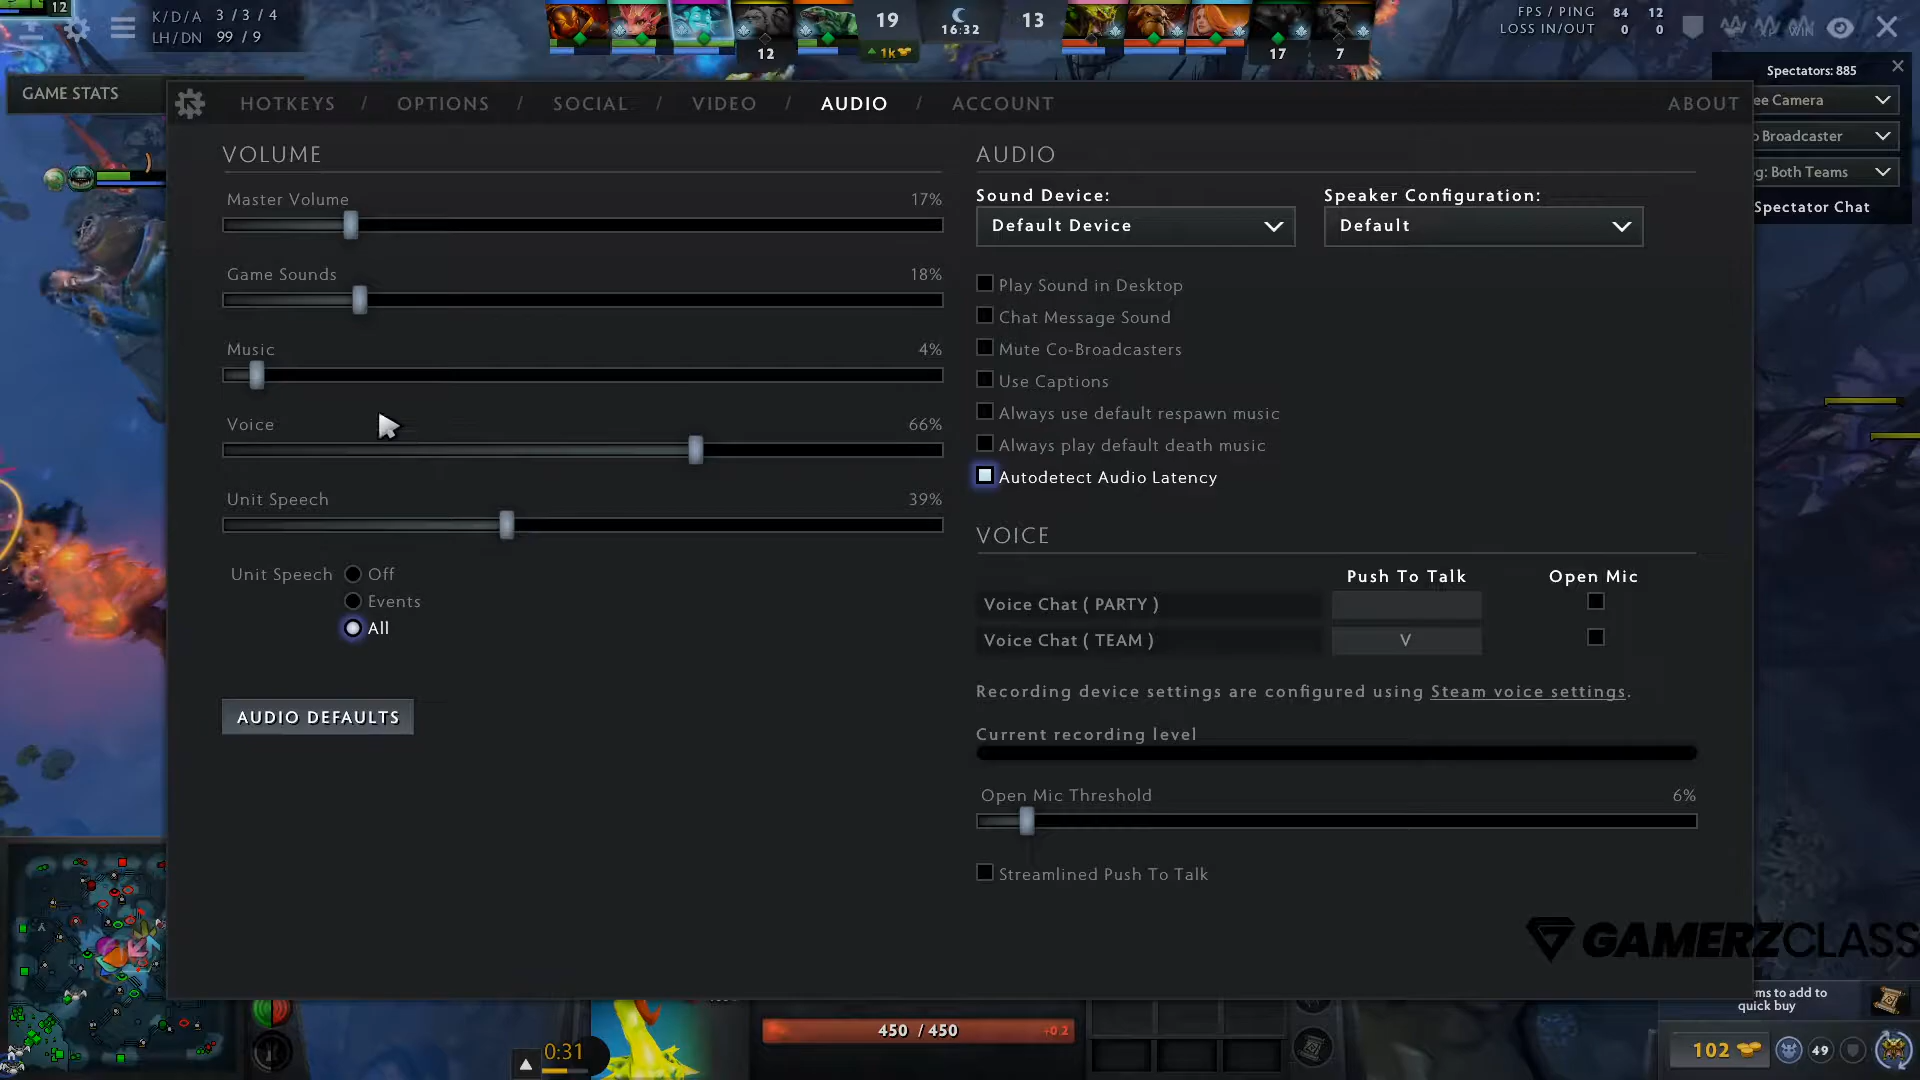 12
K/D/A 3 / 3 / 4
LH/DN 99 / 9
19
16:32
13
1k
12
17
7
FPS / PING 84 12
LOSS IN/OUT 0 0
WIN
Spectators: 885
GAME STATS
HOTKEYS / OPTIONS / SOCIAL / VIDEO / AUDIO / ACCOUNT
ABOUT
ee Camera
o Broadcaster
g: Both Teams
Spectator Chat
VOLUME
Master Volume 17%
Game Sounds 18%
Music 4%
Voice 66%
Unit Speech 39%
Unit Speech Off
Events
All
AUDIO DEFAULTS
AUDIO
Sound Device: Speaker Configuration:
Default Device Default
Play Sound in Desktop
Chat Message Sound
Mute Co-Broadcasters
Use Captions
Always use default respawn music
Always play default death music
Autodetect Audio Latency
VOICE
Push To Talk Open Mic
Voice Chat ( PARTY )
Voice Chat ( TEAM ) V
Recording device settings are configured using Steam voice settings.
Current recording level
Open Mic Threshold 6%
Streamlined Push To Talk
GAMERZCLASS
ms to add to
quick buy
0:31
450 / 450
+0.2
102
49